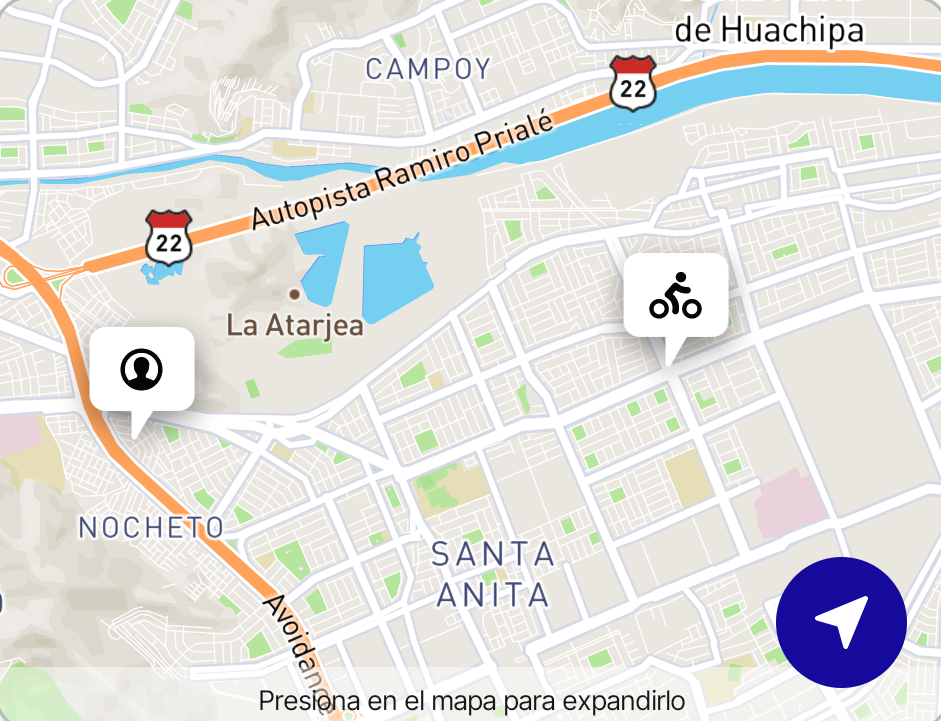 de Huachipa
CAMPOY
22
Autopista Ramiro Prialé
22
La Atarjea
NOCHETO
SANTA
ANITA
Presiona en el mapa para expandirlo